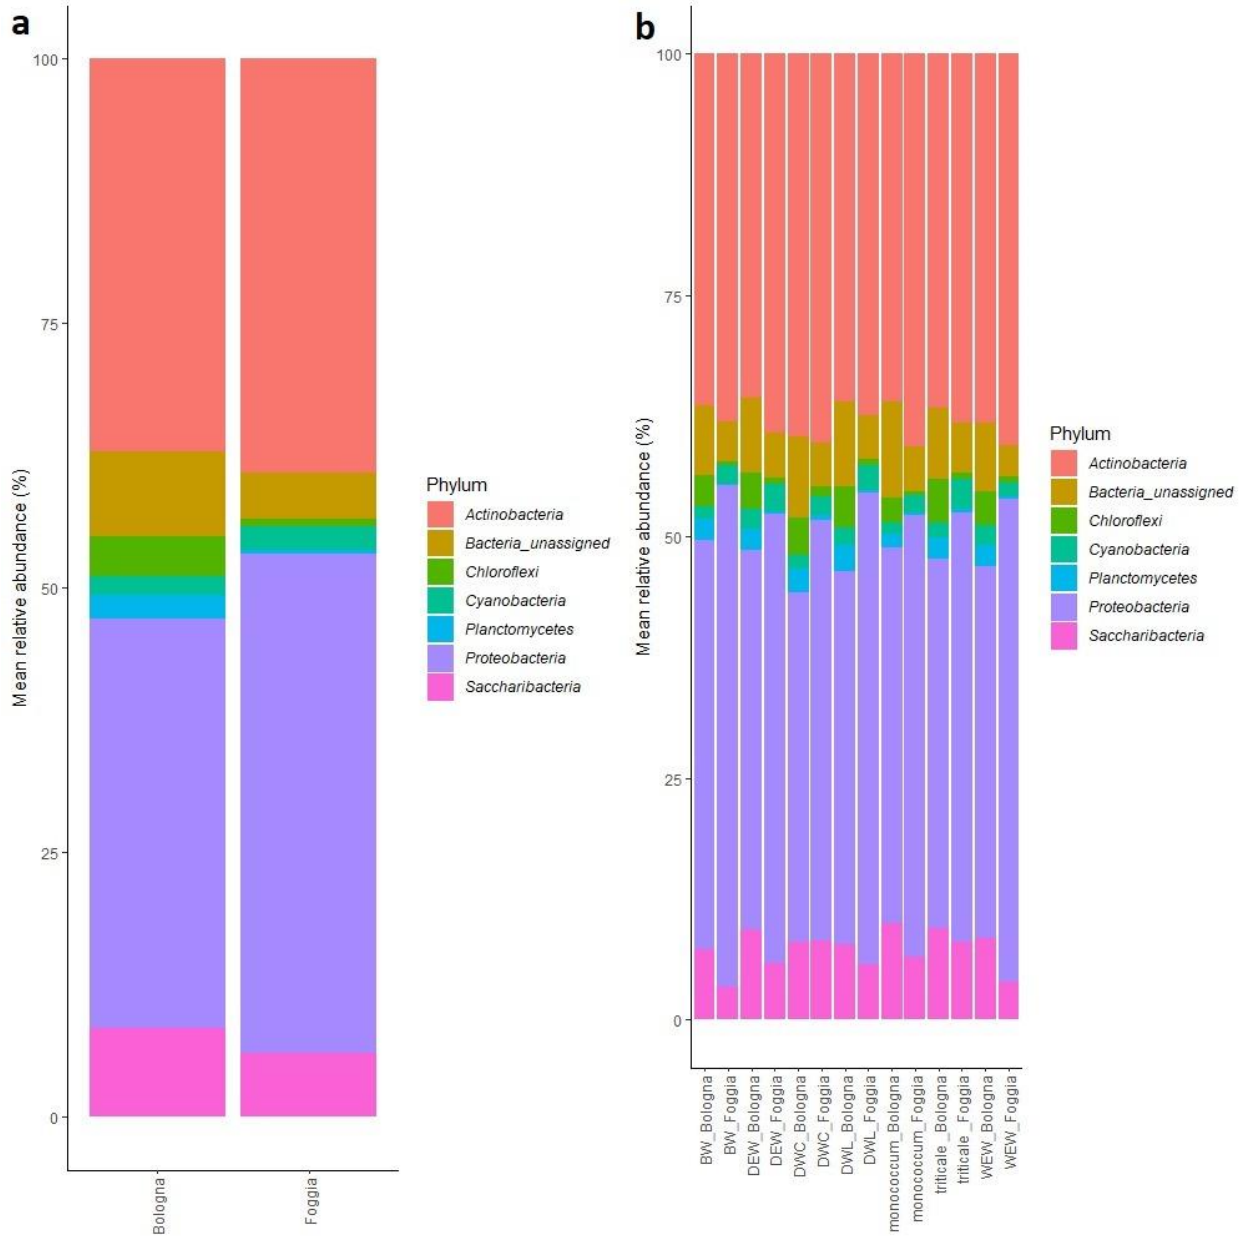 a
100
75
50
25
0
Mean relative abundance (%)
Bologna
Foggia
Phylum
Actinobacteria
Bacteria_unassigned
Chloroflexi
Cyanobacteria
Planctomycetes
Proteobacteria
Saccharibacteria
b
100
75
50
25
0
Mean relative abundance (%)
BW_Bologna
BW_Foggia
DEW_Bologna
DEW_Foggia
DWC_Bologna
DWC_Foggia
DWL_Bologna
DWL_Foggia
monococcum_Bologna
monococcum_Foggia
triticale_Bologna
triticale_Foggia
WEW_Bologna
WEW_Foggia
Phylum
Actinobacteria
Bacteria_unassigned
Chloroflexi
Cyanobacteria
Planctomycetes
Proteobacteria
Saccharibacteria